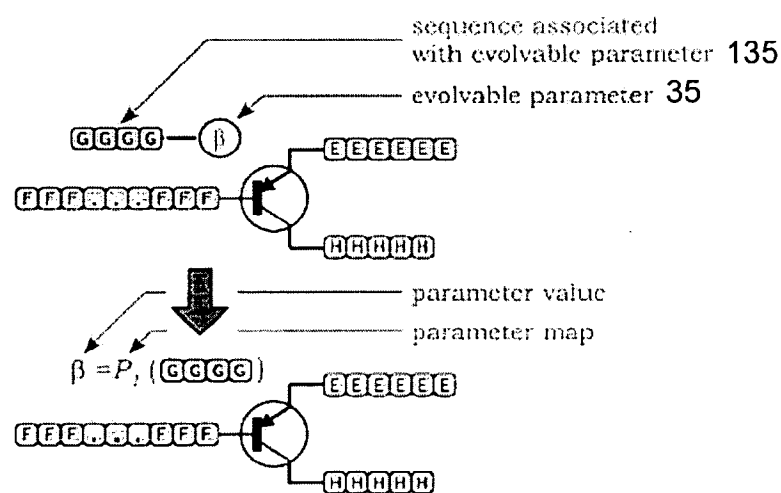 sequence associated
with evolvable parameter 135
evolvable parameter 35
GGGG β
EEEEEE
FFF...FFF
HHHHH
parameter value
parameter map
β = P (GGGG)
EEEEEE
FFF...FFF
HHHHH